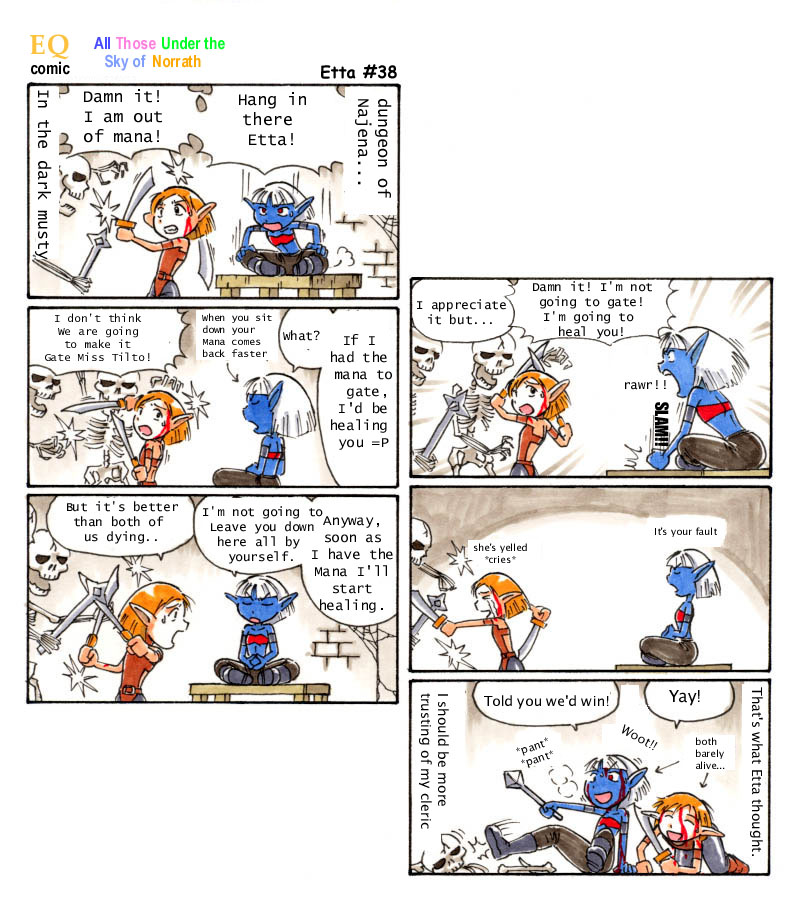 EQ
comic
All Those Under the
Sky of Norrath
Etta #38
In the dark musty
Damn it!
I am out
of mana!
Hang in
there
Etta!
dungeon of
Najena...
I don't think
We are going
to make it
Gate Miss Tilto!
When you sit
down your
Mana comes
back faster
What?
If I
had the
mana to
gate,
I'd be
healing
you =P
But it's better
than both of
us dying..
I'm not going to
Leave you down
here all by
yourself.
Anyway,
soon as
I have the
Mana I'll
start
healing.
I appreciate
it but...
Damn it! I'm not
going to gate!
I'm going to
heal you!
rawr!!
SLAM!!
she's yelled
*cries*
It's your fault
I should be more
trusting of my cleric
Told you we'd win!
Yay!
*pant*
*pant*
Woot!!
both
barely
alive...
That's what Etta thought.